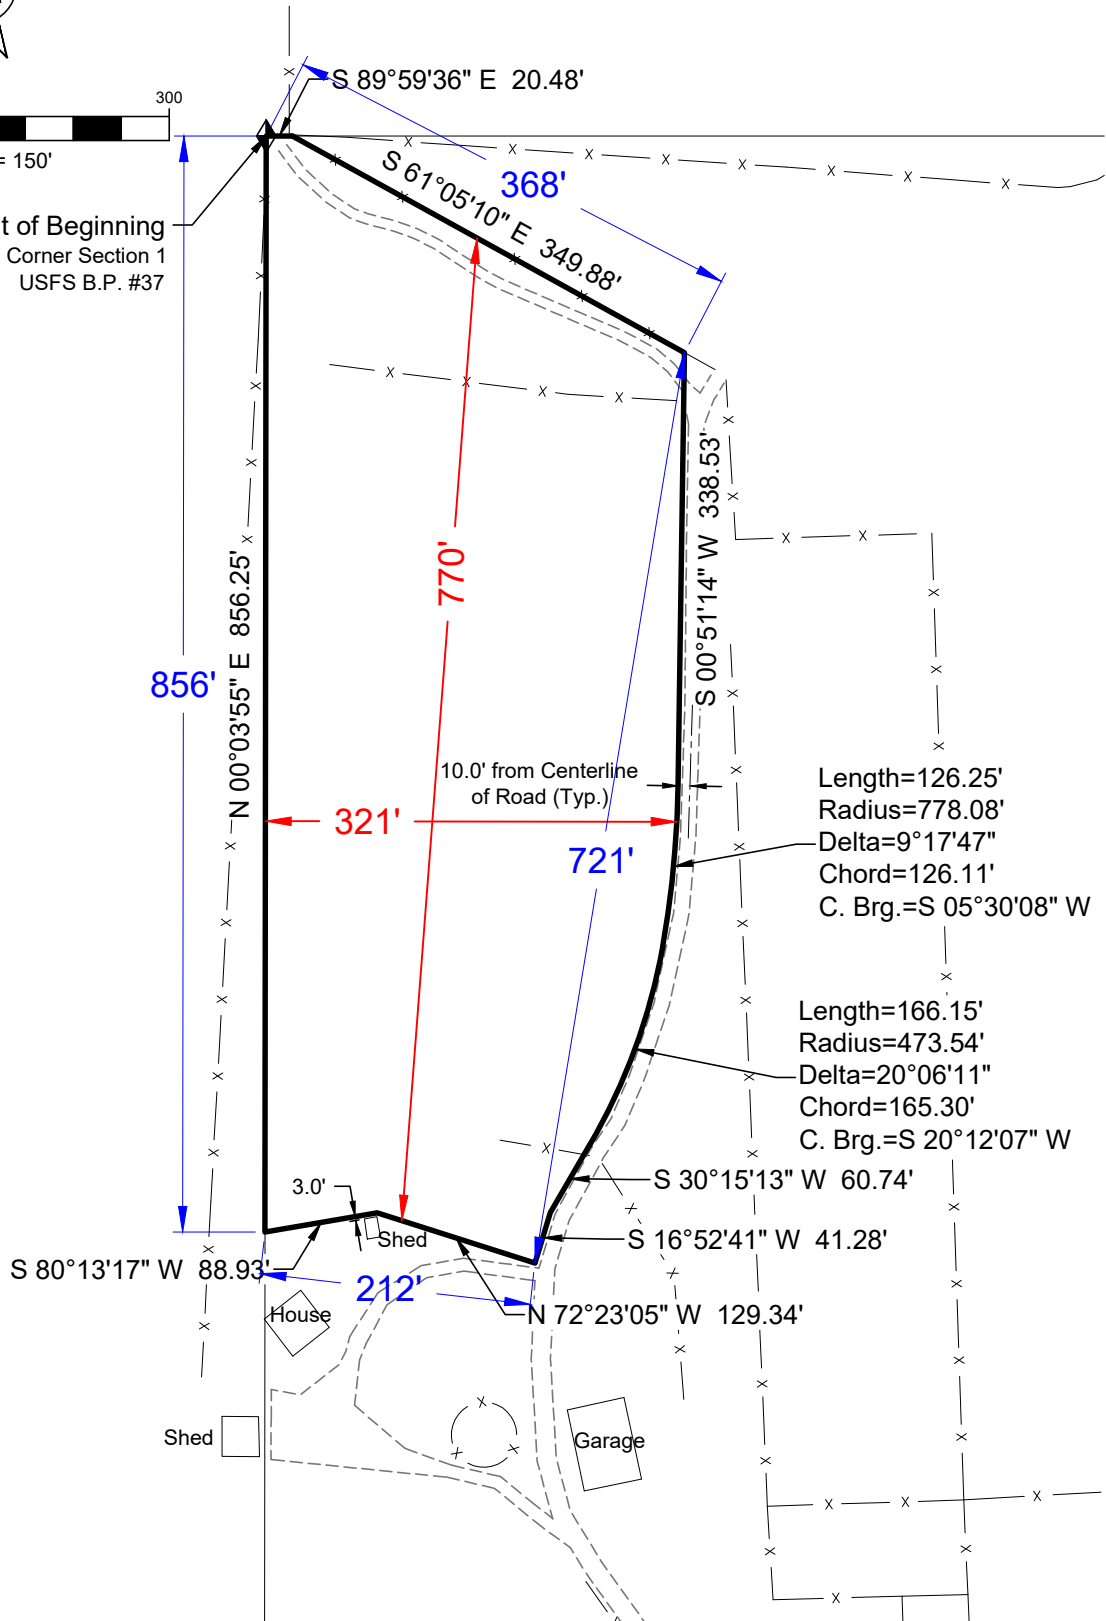 S 89°59'36" E 20.48'
300
= 150'
S 61°05'10" E 349.88'
368'
t of Beginning
Corner Section 1
USFS B.P. #37
770'
S 00°51'14" W 338.53'
N 00°03'55" E 856.25'
856'
10.0' from Centerline
of Road (Typ.)
321'
721'
Length=126.25'
Radius=778.08'
Delta=9°17'47"
Chord=126.11'
C. Brg.=S 05°30'08" W
Length=166.15'
Radius=473.54'
Delta=20°06'11"
Chord=165.30'
C. Brg.=S 20°12'07" W
S 30°15'13" W 60.74'
3.0'
Shed
S 16°52'41" W 41.28'
S 80°13'17" W 88.93'
212'
N 72°23'05" W 129.34'
House
Shed
Garage